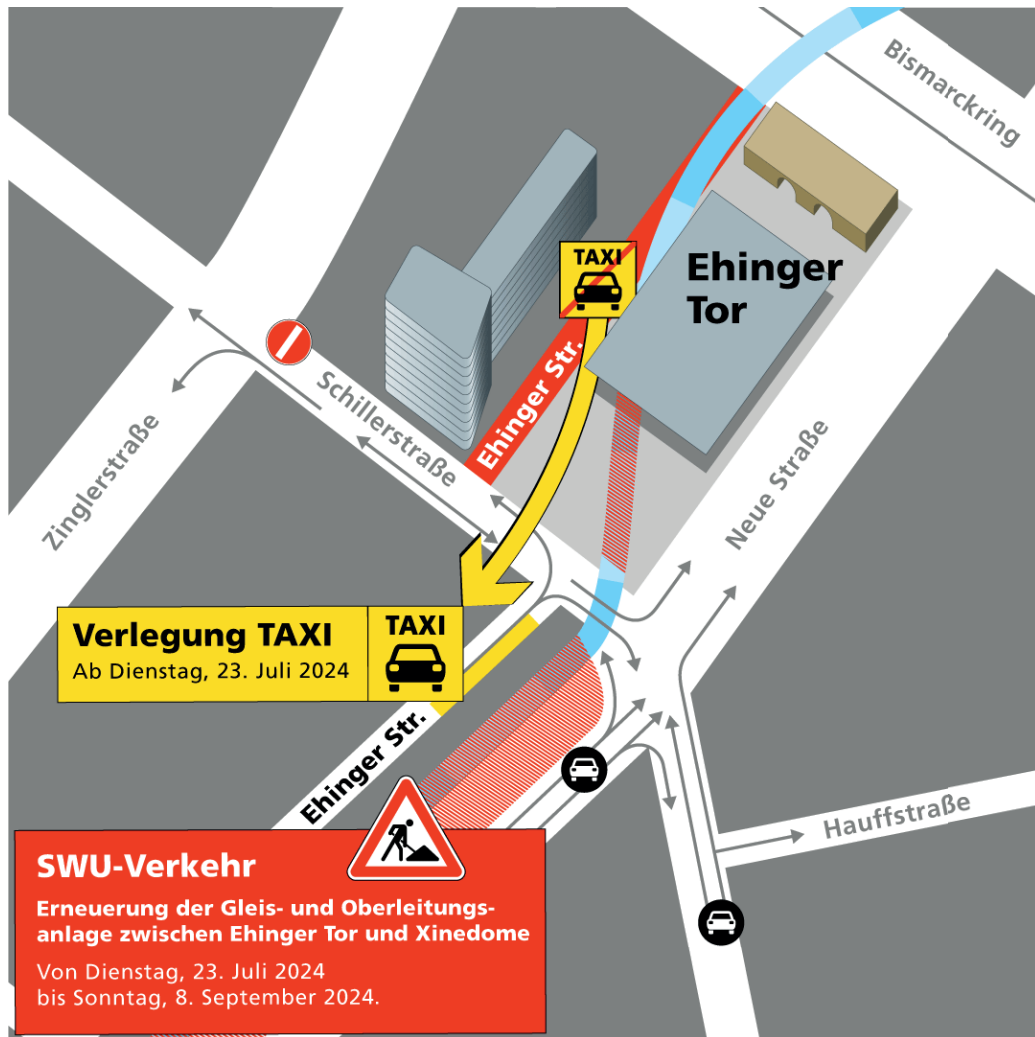 Bismarckring
TAXI
Ehinger
Tor
Ehinger Str.
Schillerstraße
Zinglerstraße
Neue Straße
Verlegung TAXI
Ab Dienstag, 23. Juli 2024
TAXI
Ehinger Str.
Hauffstraße
SWU-Verkehr
Erneuerung der Gleis- und Oberleitungs-
anlage zwischen Ehinger Tor und Xinedome
Von Dienstag, 23. Juli 2024
bis Sonntag, 8. September 2024.